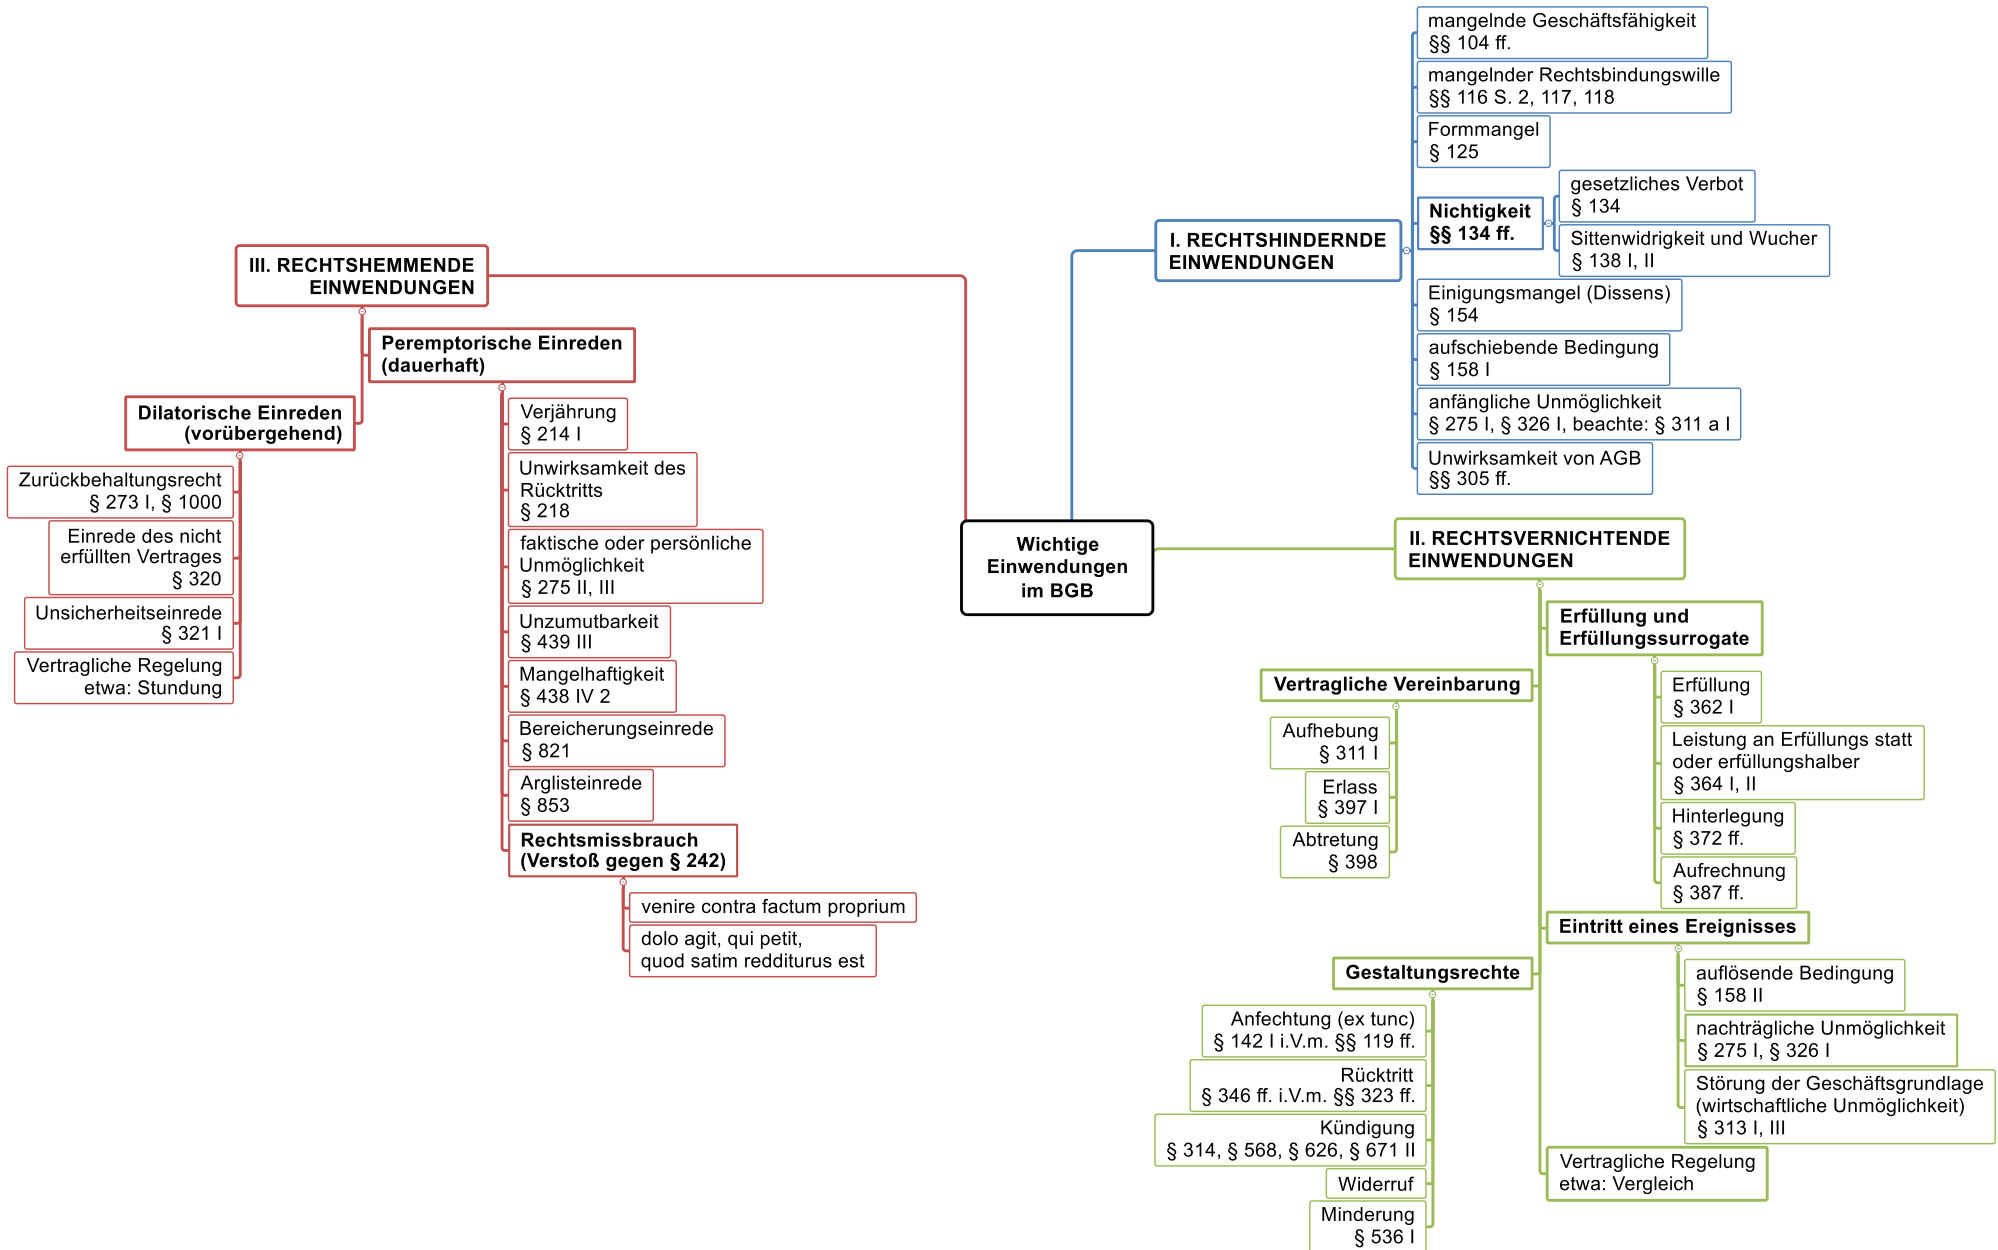 Wichtige
Einwendungen
im BGB
I. RECHTSHINDERNDE
EINWENDUNGEN
mangelnde Geschäftsfähigkeit
§§ 104 ff.
mangelnder Rechtsbindungswille
§§ 116 S. 2, 117, 118
Formmangel
§ 125
Nichtigkeit
§§ 134 ff.
gesetzliches Verbot
§ 134
Sittenwidrigkeit und Wucher
§ 138 I, II
Einigungsmangel (Dissens)
§ 154
aufschiebende Bedingung
§ 158 I
anfängliche Unmöglichkeit
§ 275 I, § 326 I, beachte: § 311 a I
Unwirksamkeit von AGB
§§ 305 ff.
II. RECHTSVERNICHTENDE
EINWENDUNGEN
Erfüllung und
Erfüllungssurrogate
Erfüllung
§ 362 I
Leistung an Erfüllungs statt
oder erfüllungshalber
§ 364 I, II
Hinterlegung
§ 372 ff.
Aufrechnung
§ 387 ff.
Vertragliche Vereinbarung
Aufhebung
§ 311 I
Erlass
§ 397 I
Abtretung
§ 398
Eintritt eines Ereignisses
auflösende Bedingung
§ 158 II
nachträgliche Unmöglichkeit
§ 275 I, § 326 I
Störung der Geschäftsgrundlage
(wirtschaftliche Unmöglichkeit)
§ 313 I, III
Gestaltungsrechte
Anfechtung (ex tunc)
§ 142 I i.V.m. §§ 119 ff.
Rücktritt
§ 346 ff. i.V.m. §§ 323 ff.
Kündigung
§ 314, § 568, § 626, § 671 II
Widerruf
Minderung
§ 536 I
Vertragliche Regelung
etwa: Vergleich
III. RECHTSHEMMENDE
EINWENDUNGEN
Peremptorische Einreden
(dauerhaft)
Verjährung
§ 214 I
Unwirksamkeit des
Rücktritts
§ 218
faktische oder persönliche
Unmöglichkeit
§ 275 II, III
Unzumutbarkeit
§ 439 III
Mangelhaftigkeit
§ 438 IV 2
Bereicherungseinrede
§ 821
Arglisteinrede
§ 853
Rechtsmissbrauch
(Verstoß gegen § 242)
venire contra factum proprium
dolo agit, qui petit,
quod satim redditurus est
Dilatorische Einreden
(vorübergehend)
Zurückbehaltungsrecht
§ 273 I, § 1000
Einrede des nicht
erfüllten Vertrages
§ 320
Unsicherheitseinrede
§ 321 I
Vertragliche Regelung
etwa: Stundung